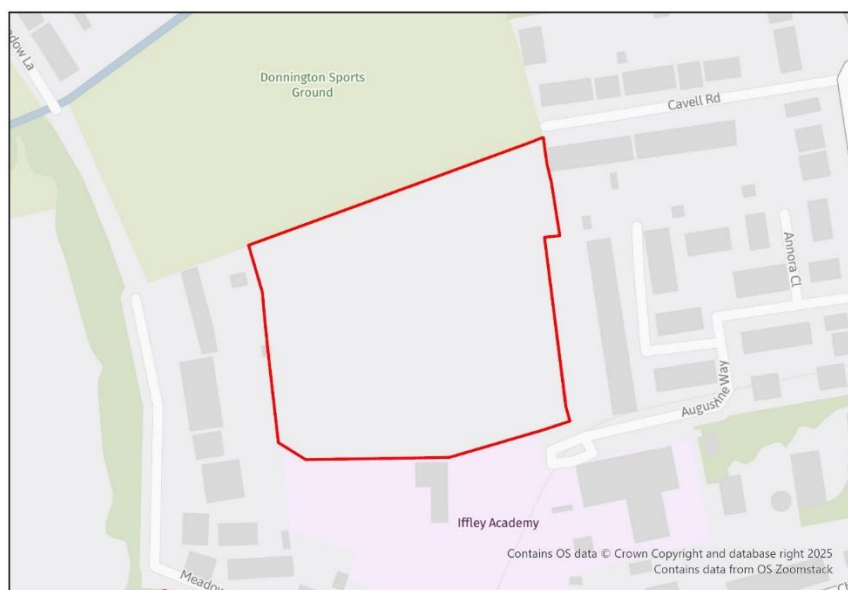 Donnington Sports
Ground
Cavell Rd
Annora Cl
Augustine Way
Iffley Academy
Meadow
Contains OS data © Crown Copyright and database right 2025
Contains data from OS Zoomstack